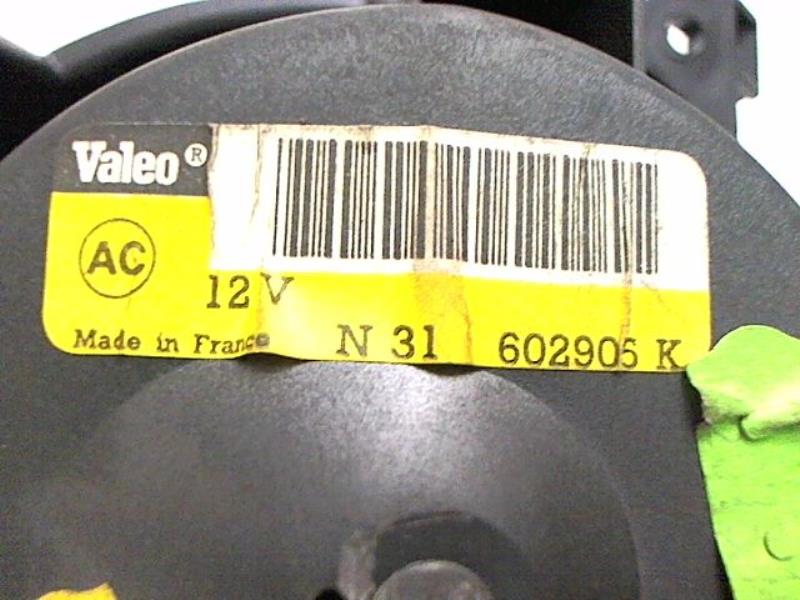 Valeo®
AC
12 V
Made in France
N 31
602905 K